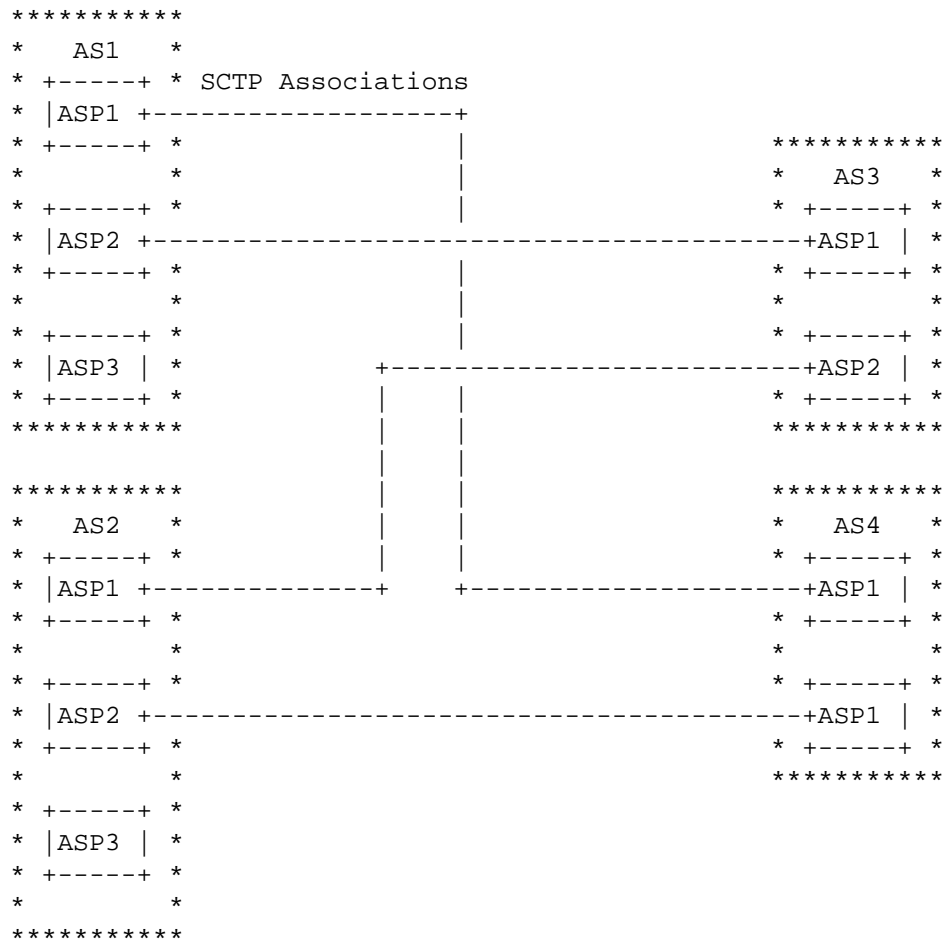 ***********
*   AS1   *
* +-----+ * SCTP Associations
* |ASP1 +-------------------+
* +-----+ *                 |                   ***********
*         *                 |                   *   AS3   *
* +-----+ *                 |                   * +-----+ *
* |ASP2 +-----------------------------------------+ASP1 | *
* +-----+ *                 |                   * +-----+ *
*         *                 |                   *         *
* +-----+ *                 |                   * +-----+ *
* |ASP3 | *            +--------------------------+ASP2 | *
* +-----+ *            |    |                   * +-----+ *
***********            |    |                   ***********
                       |    |
***********            |    |                   ***********
*   AS2   *            |    |                   *   AS4   *
* +-----+ *            |    |                   * +-----+ *
* |ASP1 +--------------+    +---------------------+ASP1 | *
* +-----+ *                                     * +-----+ *
*         *                                     *         *
* +-----+ *                                     * +-----+ *
* |ASP2 +-----------------------------------------+ASP1 | *
* +-----+ *                                     * +-----+ *
*         *                                     ***********
* +-----+ *
* |ASP3 | *
* +-----+ *
*         *
***********